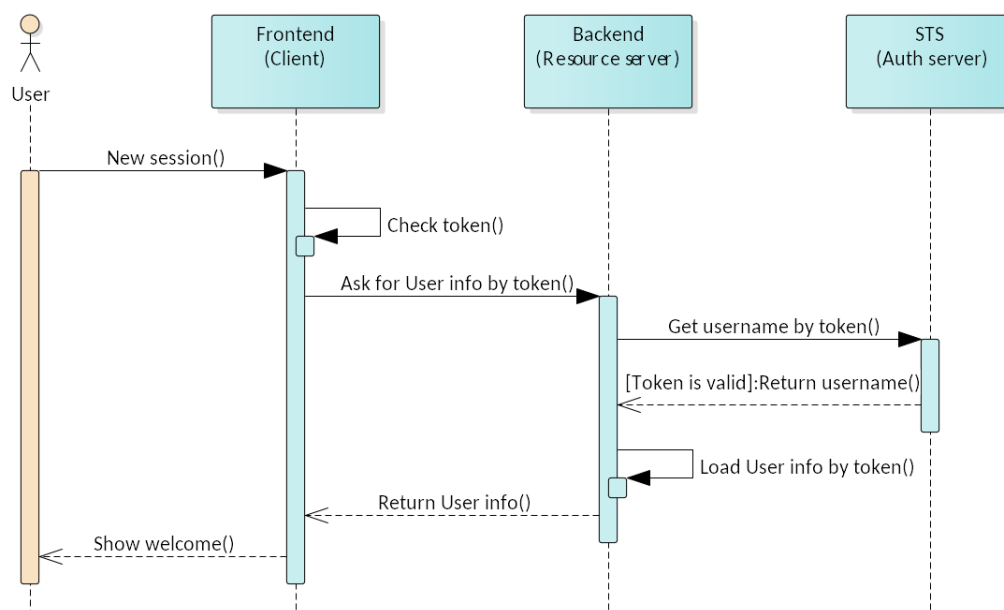 Frontend
(Client)
Backend
(Resource server)
STS
(Auth server)
User
New session()
Check token()
Ask for User info by token()
Get username by token()
[Token is valid]:Return username()
Load User info by token()
Return User info()
Show welcome()